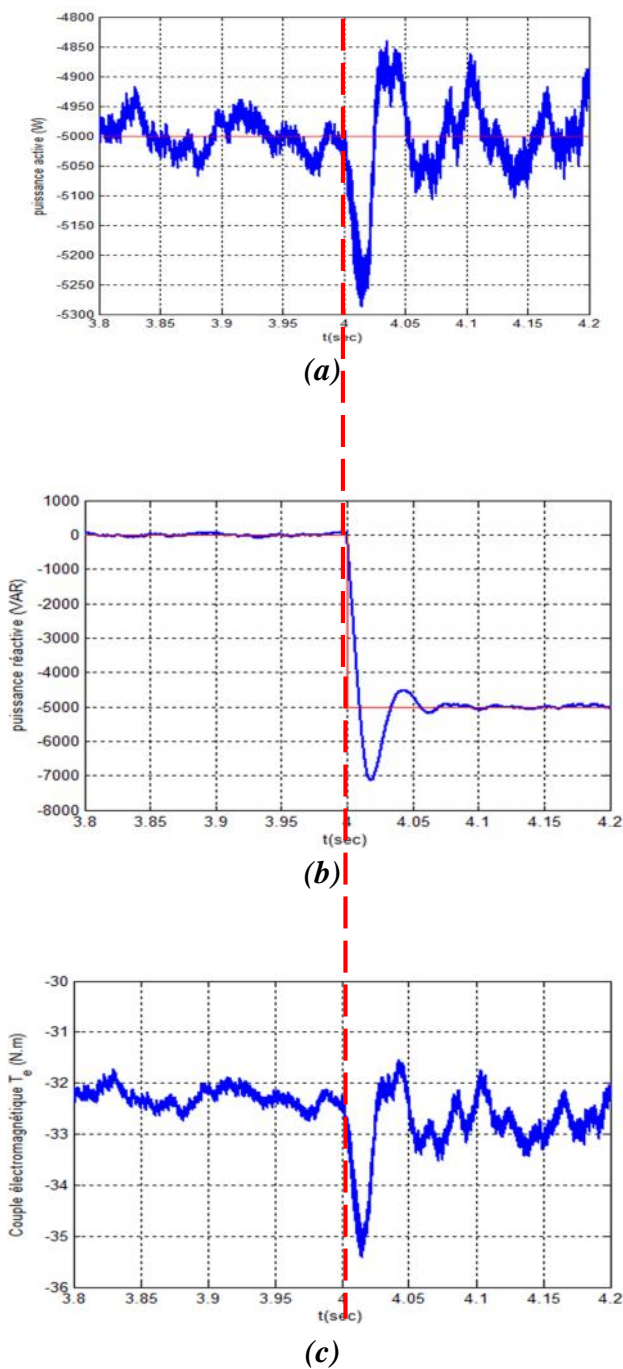 puissance active (W)
-4800
-4850
-4900
-4950
-5000
-5050
-5100
-5150
-5200
-5250
-5300
3.8 3.85 3.9 3.95 4 4.05 4.1 4.15 4.2
t(sec)
(a)
puissance réactive (VAR)
1000
0
-1000
-2000
-3000
-4000
-5000
-6000
-7000
-8000
3.8 3.85 3.9 3.95 4 4.05 4.1 4.15 4.2
t(sec)
(b)
Couple électromagnétique T_e (N.m)
-30
-31
-32
-33
-34
-35
-36
3.8 3.85 3.9 3.95 4 4.05 4.1 4.15 4.2
t(sec)
(c)